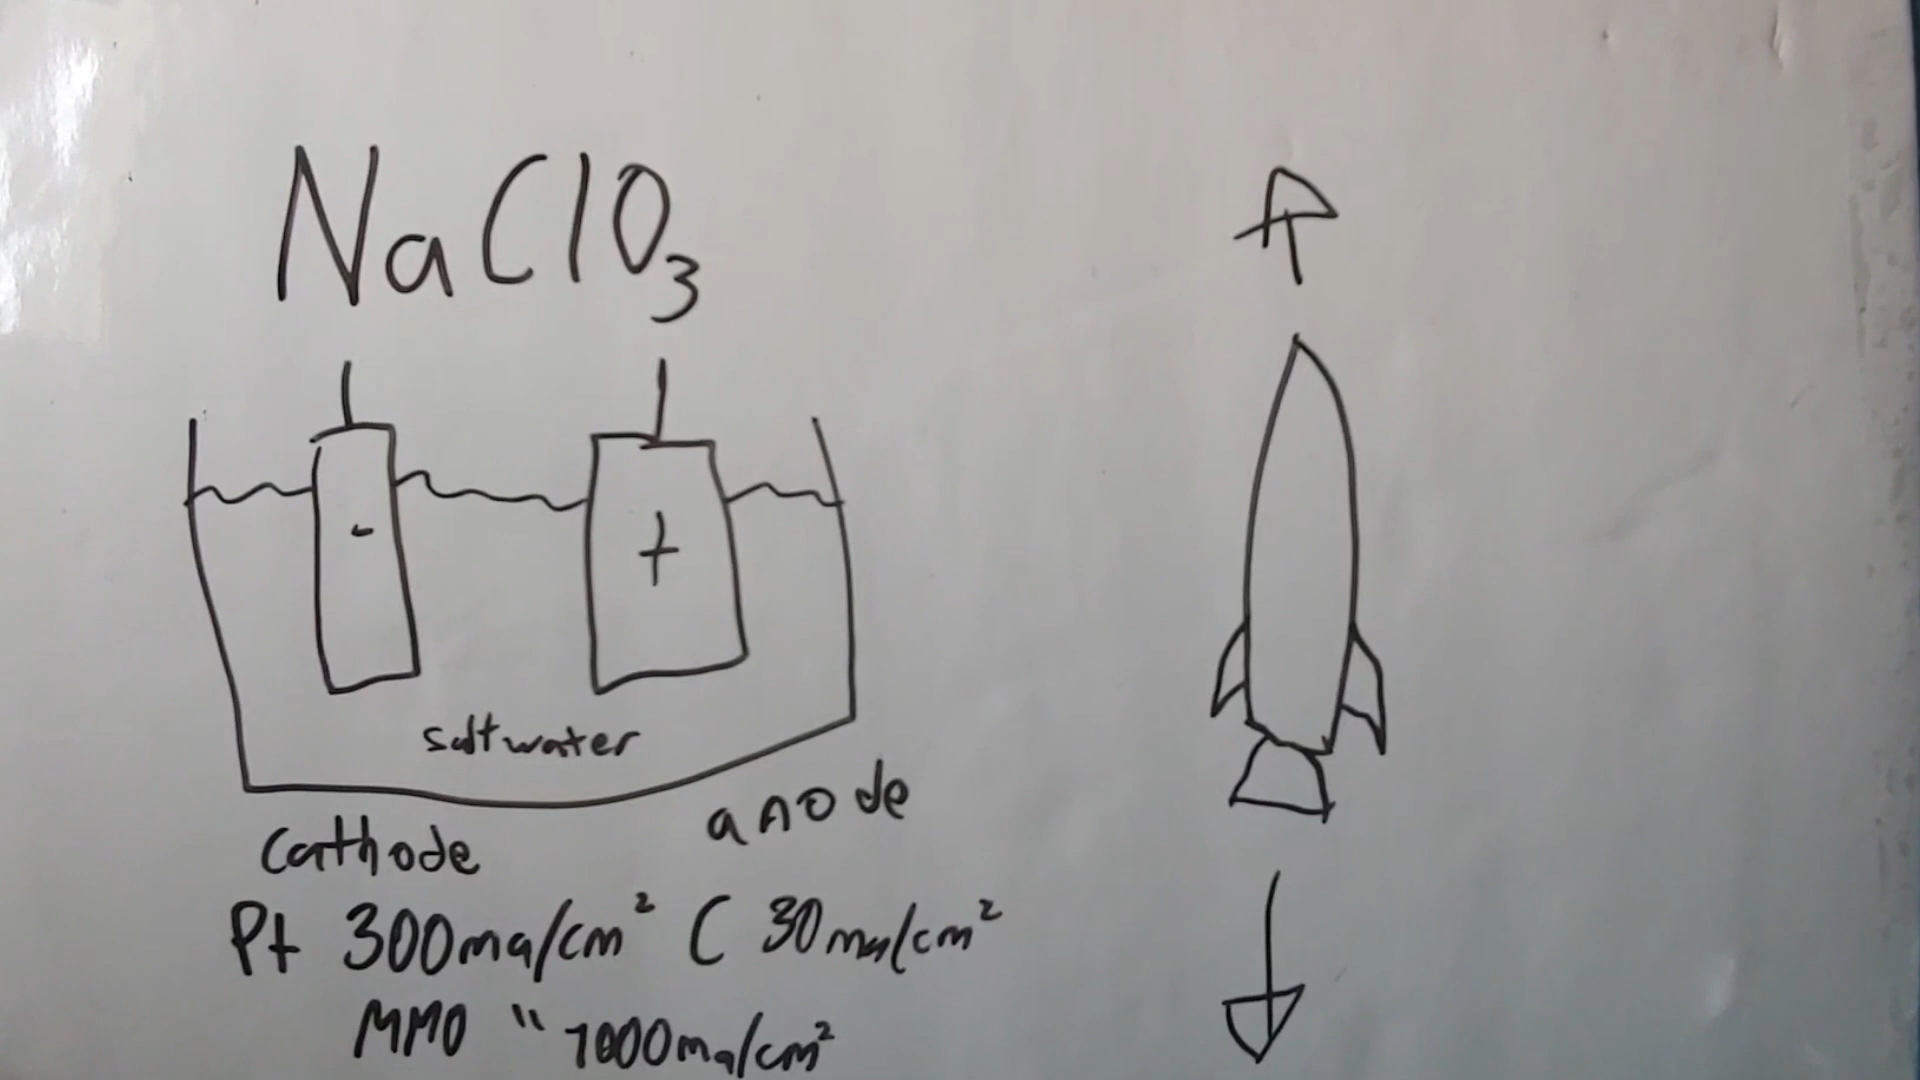 NaClO₃
- +
saltwater
cathode anode
Pt 300ma/cm² C 30ma/cm²
MMO " 1000ma/cm²